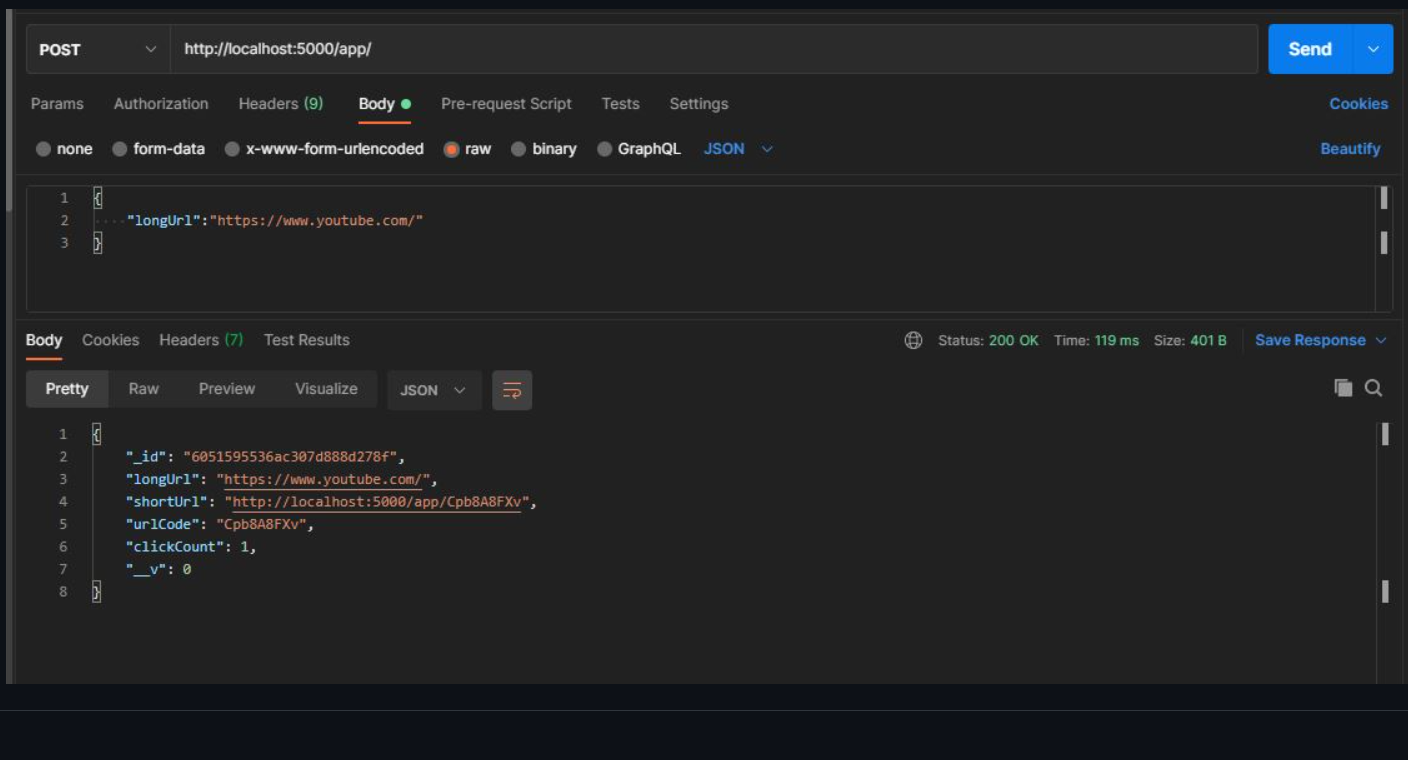 POST http://localhost:5000/app/ Send
Params Authorization Headers (9) Body Pre-request Script Tests Settings Cookies
none form-data x-www-form-urlencoded raw binary GraphQL JSON Beautify
1 {
2 ····"longUrl":"https://www.youtube.com/"
3 }
Body Cookies Headers (7) Test Results Status: 200 OK Time: 119 ms Size: 401 B Save Response
Pretty Raw Preview Visualize JSON
1 {
2 "_id": "6051595536ac307d888d278f",
3 "longUrl": "https://www.youtube.com/",
4 "shortUrl": "http://localhost:5000/app/Cpb8A8FXv",
5 "urlCode": "Cpb8A8FXv",
6 "clickCount": 1,
7 "__v": 0
8 }